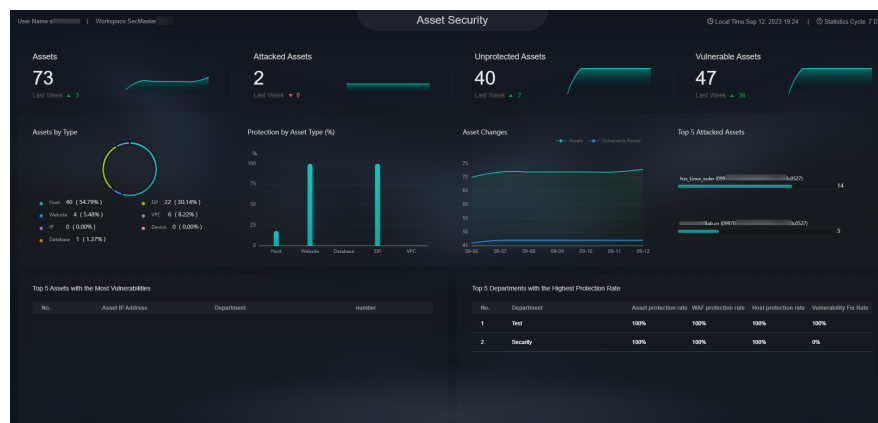 User Name:s
|
Workspace:SecMaster
Asset Security
Local Time:Sep 12, 2023 19:24
|
Statistics Cycle: 7 D
Assets
73
Last Week ▲ 3
Attacked Assets
2
Last Week ▼ 0
Unprotected Assets
40
Last Week ▲ 2
Vulnerable Assets
47
Last Week ▲ 36
Assets by Type
Host 40 ( 54.79% )
EIP 22 ( 30.14% )
Website 4 ( 5.48% )
VPC 6 ( 8.22% )
IP 0 ( 0.00% )
Device 0 ( 0.00% )
Database 1 ( 1.37% )
Protection by Asset Type (%)
%
100
75
50
25
0
Host Website Database EIP VPC
Asset Changes
Assets Vulnerable Assets
75
70
65
60
55
50
45
09-06 09-07 09-08 09-09 09-10 09-11 09-12
Top 5 Attacked Assets
14
5
Top 5 Assets with the Most Vulnerabilities
No. Asset IP Address Department number
Top 5 Departments with the Highest Protection Rate
No. Department Asset protection rate WAF protection rate Host protection rate Vulnerability Fix Rate
1 Test 100% 100% 100% 100%
2 Security 100% 100% 100% 0%